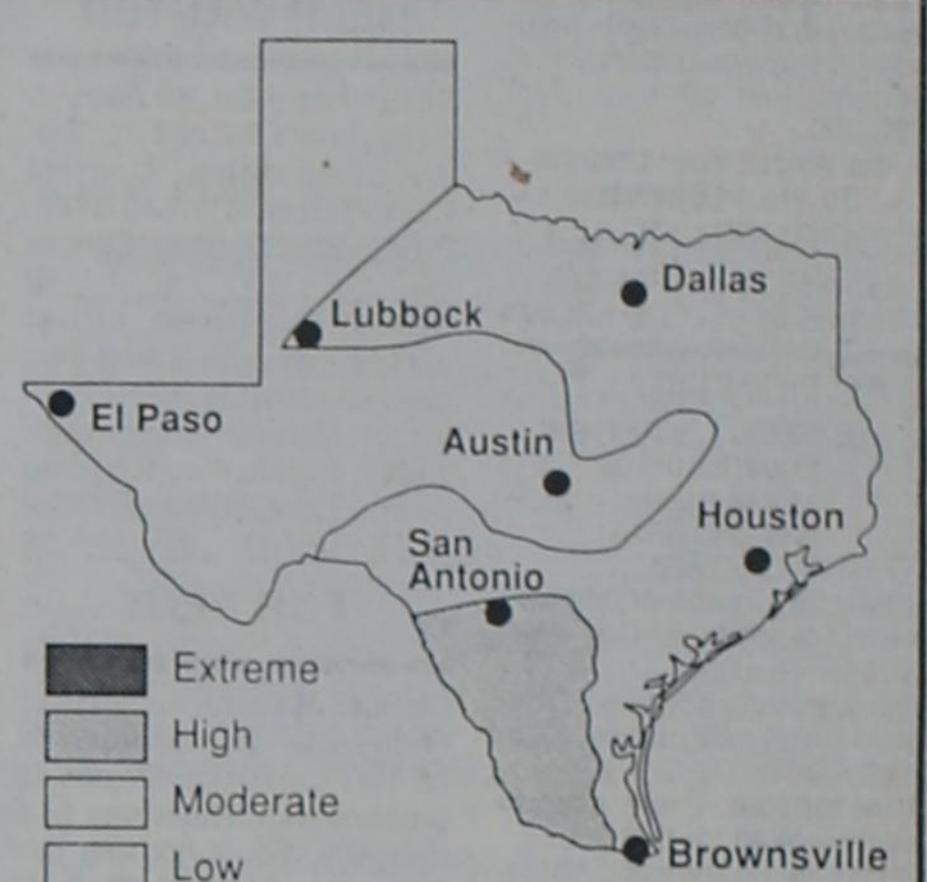 Dallas
Lubbock
El Paso
Austin
Houston
San
Antonio
Extreme
High
Moderate
Low
Brownsville